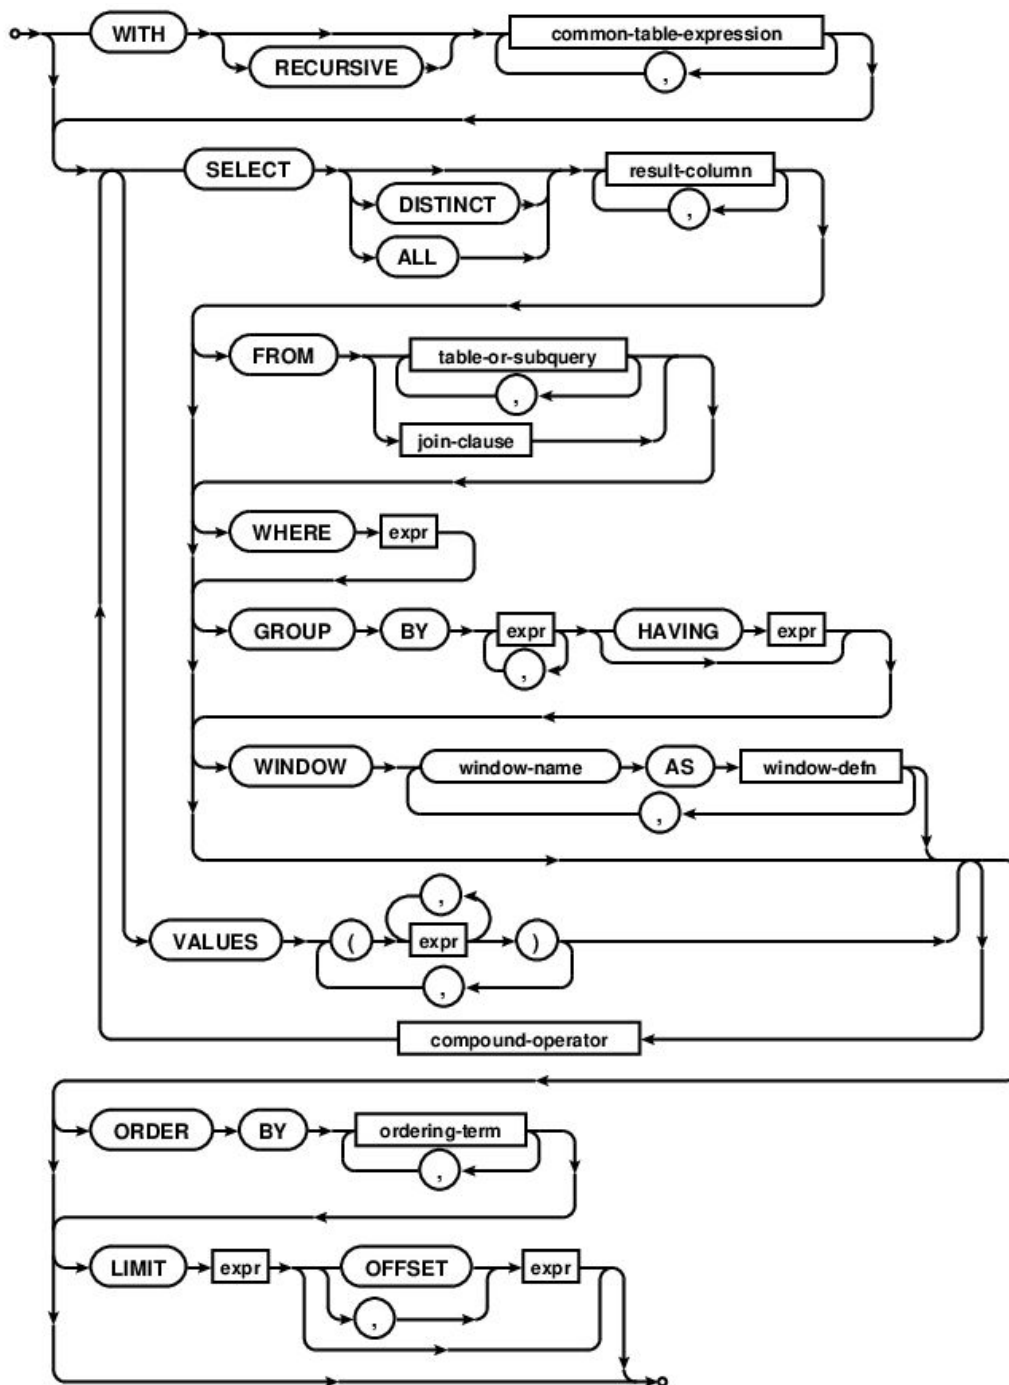 WITH common-table-expression
RECURSIVE ,
SELECT result-column
DISTINCT ,
ALL
FROM table-or-subquery
,
join-clause
WHERE expr
GROUP BY expr HAVING expr
,
WINDOW window-name AS window-defn
,
,
VALUES ( expr )
,
compound-operator
ORDER BY ordering-term
,
LIMIT expr OFFSET expr
,